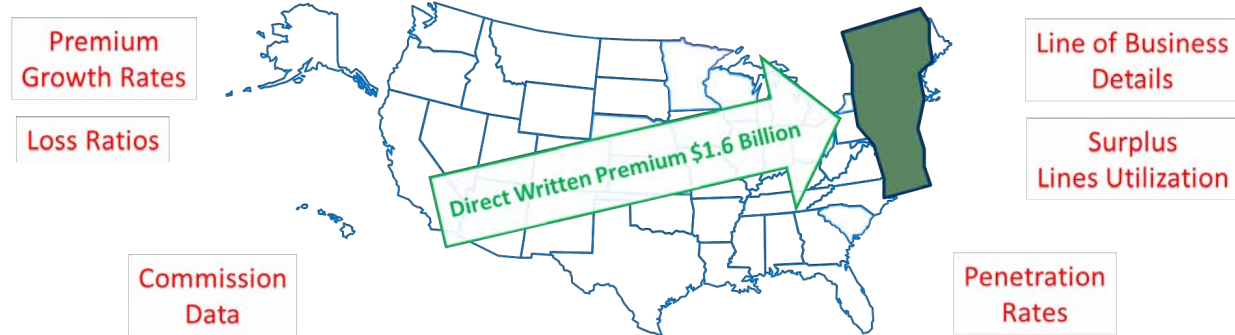 Premium
Growth Rates
Loss Ratios
Commission
Data
Direct Written Premium $1.6 Billion
Line of Business
Details
Surplus
Lines Utilization
Penetration
Rates